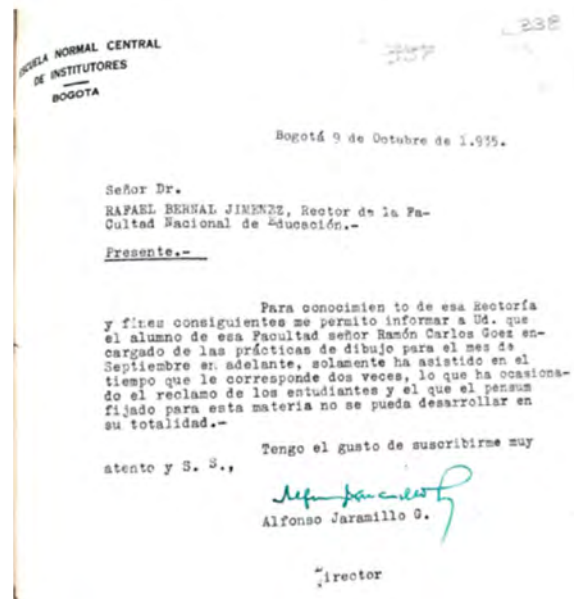 238
ESCUELA NORMAL CENTRAL
DE INSTITUTORES
BOGOTA
Bogotá 9 de Octubre de 1.935.
Señor Dr.
RAFAEL BERNAL JIMENEZ, Rector de la Fa-
Cultad Nacional de Educación.-
Presente.-
Para conocimien to de esa Rectoría
y fines consiguientes me permito informar a Ud. que
el alumno de esa Facultad señor Ramón Carlos Goez en-
cargado de las prácticas de dibujo para el mes de
Septiembre en adelante, solamente ha asistido en el
tiempo que le corresponde dos veces, lo que ha ocasiona-
do el reclamo de los estudiantes y el que el pensum
fijado para esta materia no se pueda desarrollar en
su totalidad.-
Tengo el gusto de suscribirme muy
atento y S. S.,
Alfonso Jaramillo G.
Director